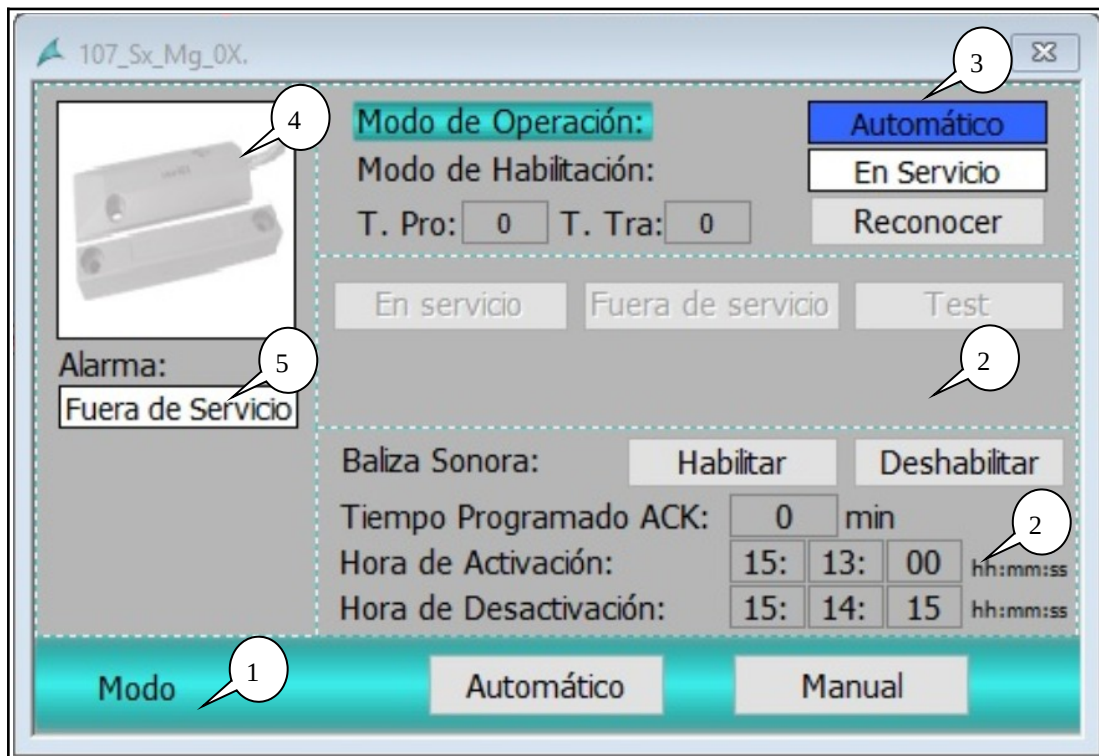 107_Sx_Mg_0X.
3
4
Modo de Operación: Automático
Modo de Habilitación: En Servicio
T. Pro: 0 T. Tra: 0 Reconocer
En servicio Fuera de servicio Test
2
Alarma:
5
Fuera de Servicio
Baliza Sonora: Habilitar Deshabilitar
Tiempo Programado ACK: 0 min
2
Hora de Activación: 15: 13: 00 hh:mm:ss
Hora de Desactivación: 15: 14: 15 hh:mm:ss
1
Modo Automático Manual